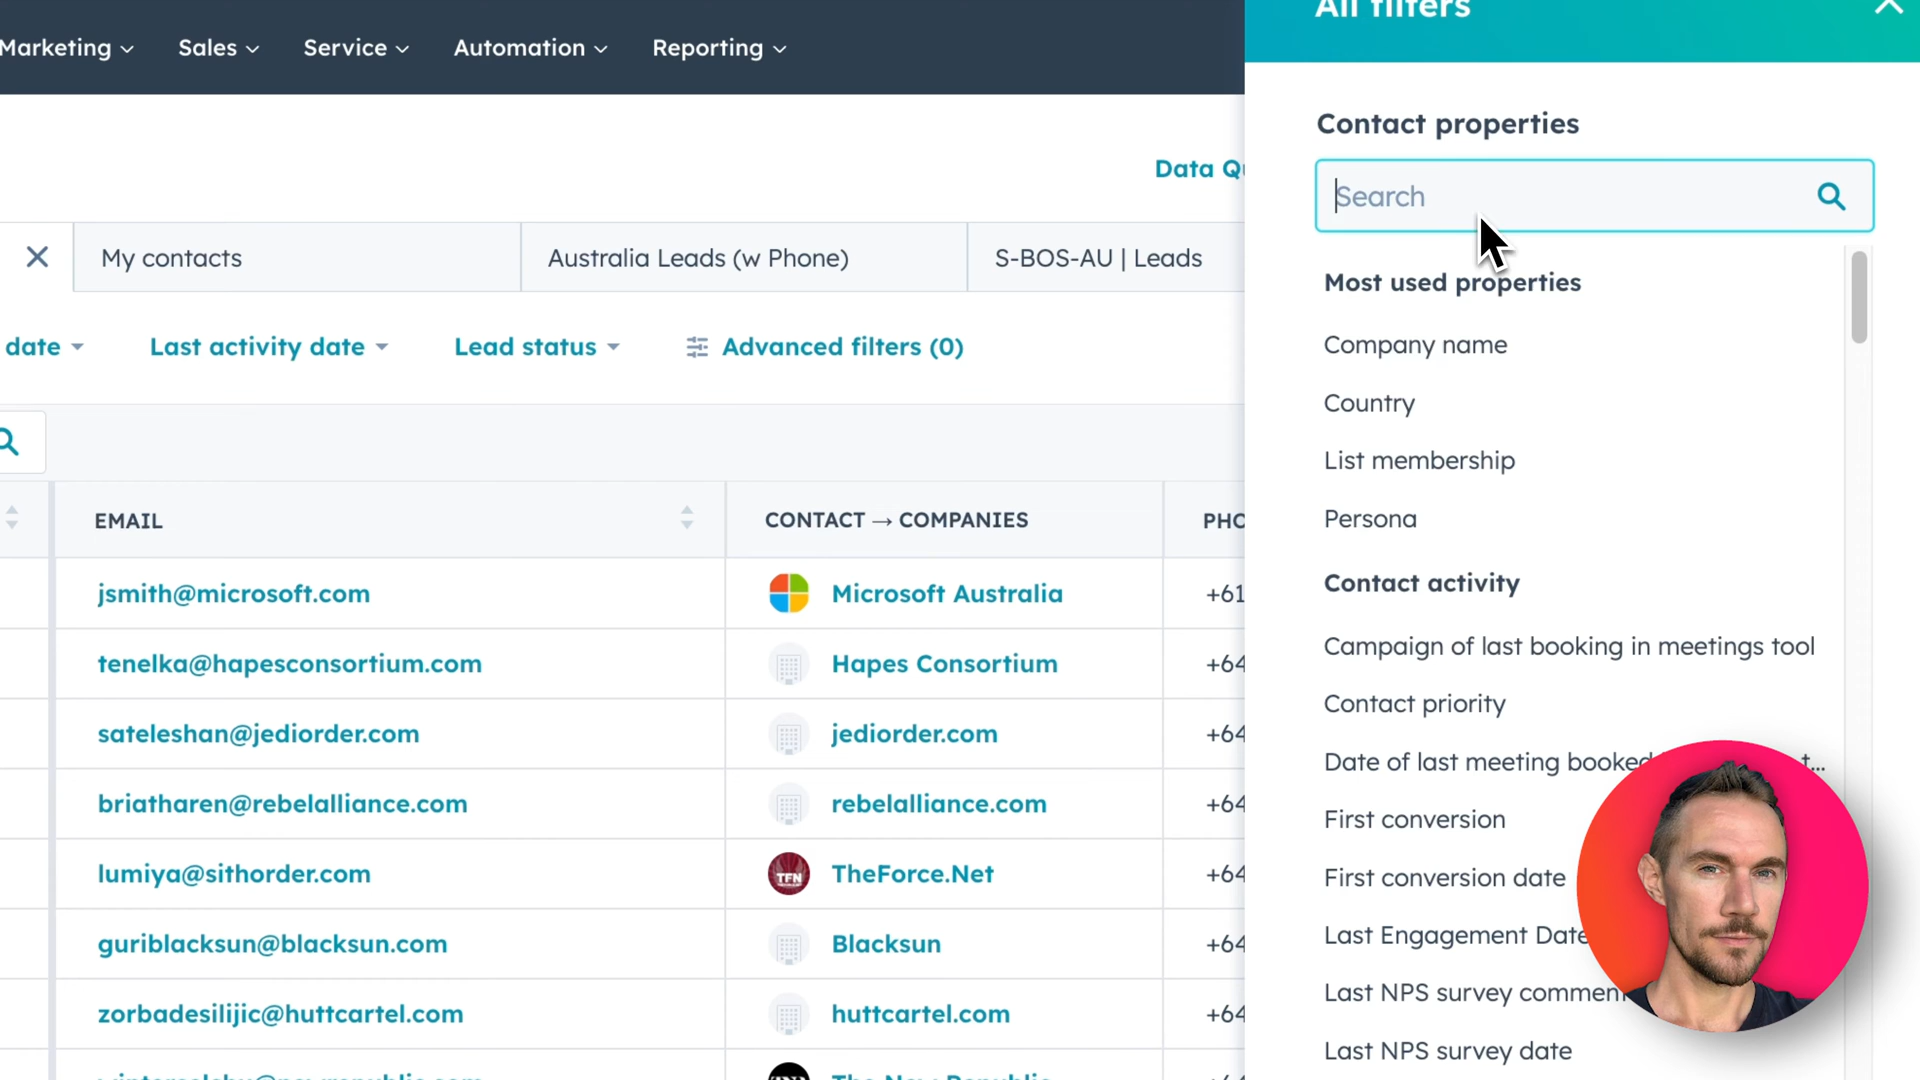 All filters
Marketing
Sales
Service
Automation
Reporting
Contact properties
Data Qu
Search
My contacts
Australia Leads (w Phone)
S-BOS-AU | Leads
Most used properties
date
Last activity date
Lead status
Advanced filters (0)
Company name
Country
List membership
Persona
EMAIL
CONTACT → COMPANIES
PHO
Contact activity
jsmith@microsoft.com
Microsoft Australia
+61
Campaign of last booking in meetings tool
tenelka@hapesconsortium.com
Hapes Consortium
+64
Contact priority
sateleshan@jediorder.com
jediorder.com
+64
Date of last meeting booked t...
briatharen@rebelalliance.com
rebelalliance.com
+64
First conversion
lumiya@sithorder.com
TFN
TheForce.Net
+64
First conversion date
guriblacksun@blacksun.com
Blacksun
+64
Last Engagement Date
Last NPS survey comment
zorbadesilijic@huttcartel.com
huttcartel.com
+64
Last NPS survey date
The New Republic